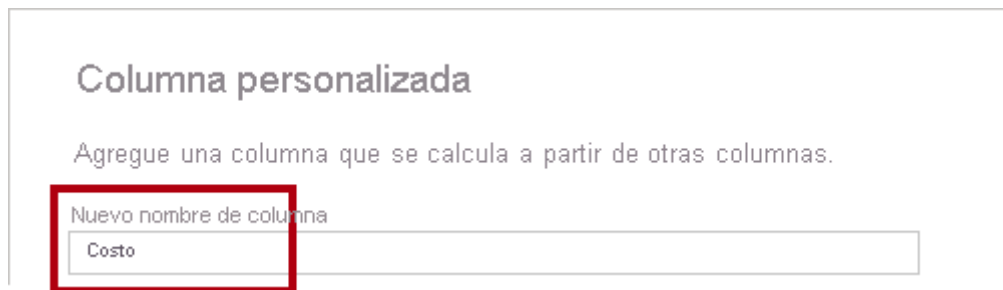 Columna personalizada
Agregue una columna que se calcula a partir de otras columnas.
Nuevo nombre de columna
Costo